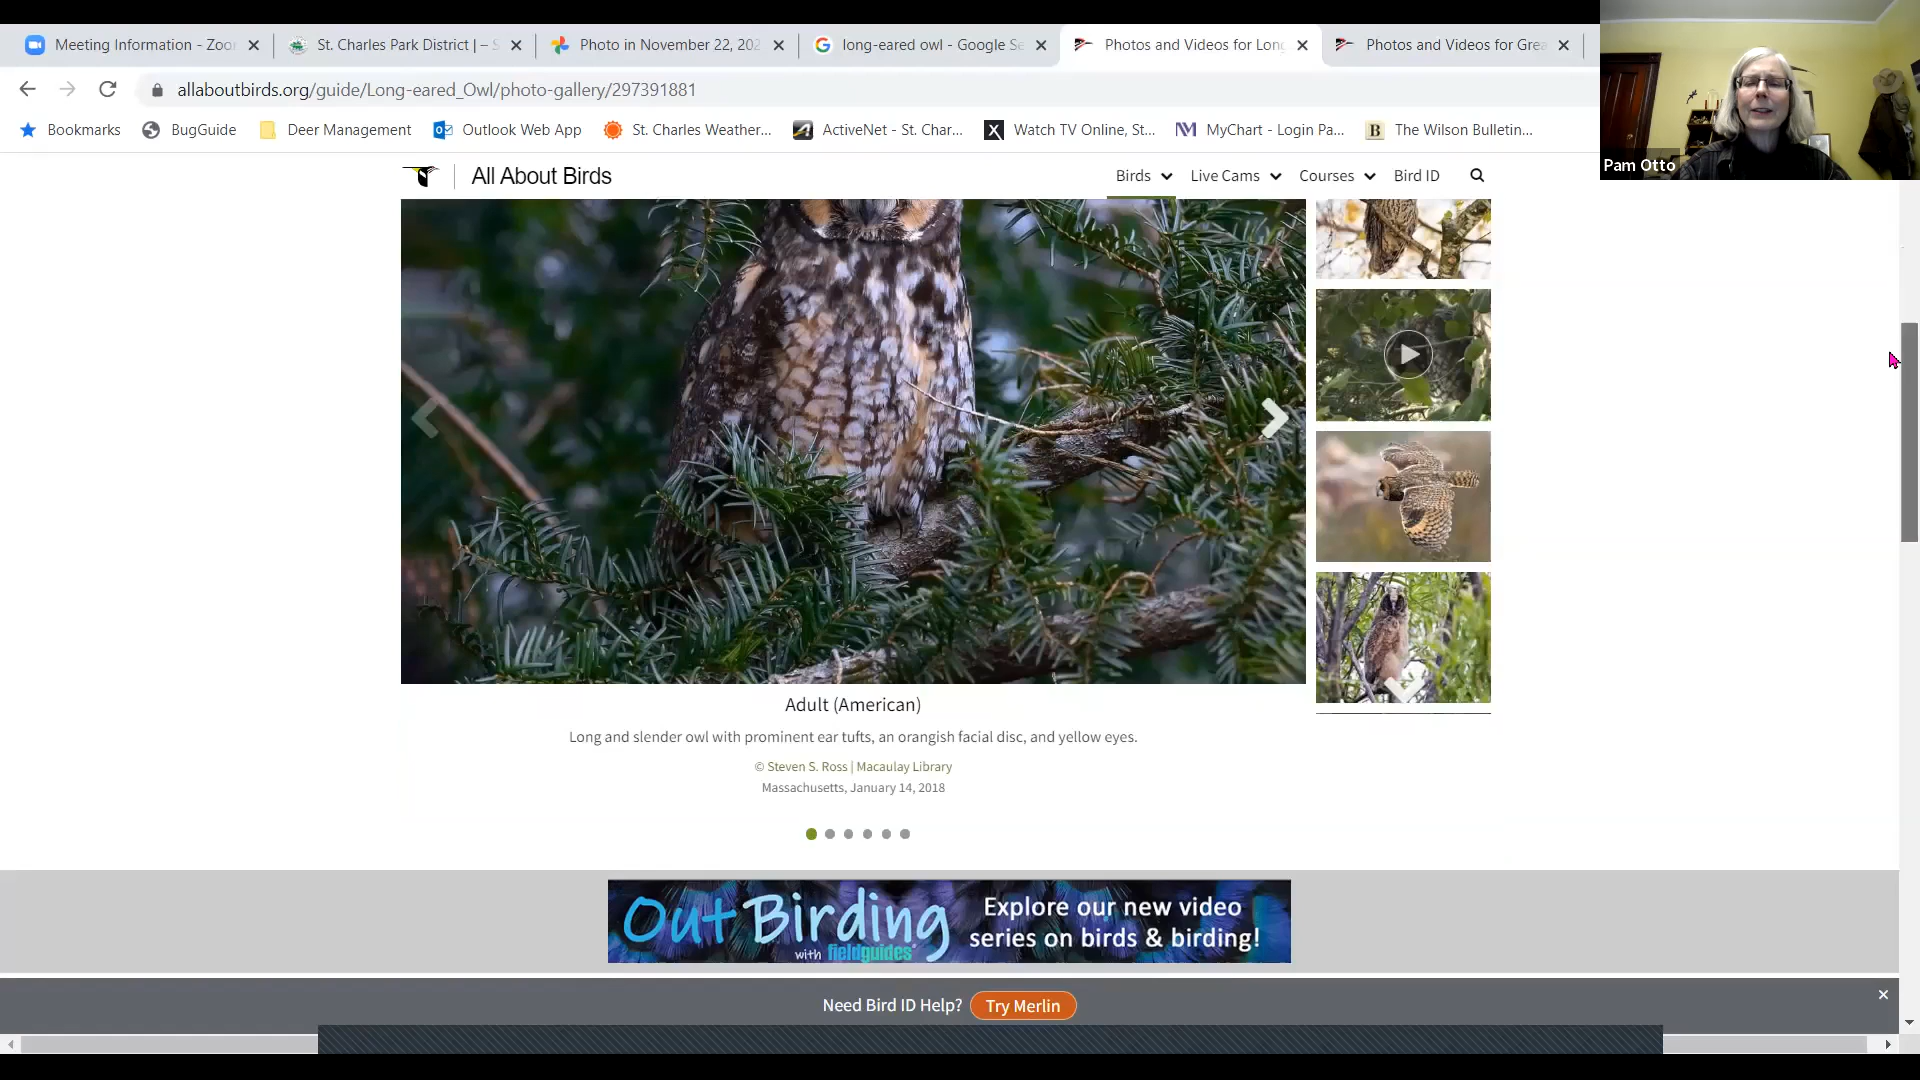 Meeting Information - Zoo
St. Charles Park District | – S
Photo in November 22, 202
long-eared owl - Google Se
Photos and Videos for Long
Photos and Videos for Grea
allaboutbirds.org/guide/Long-eared_Owl/photo-gallery/297391881
Bookmarks
BugGuide
Deer Management
Outlook Web App
St. Charles Weather...
ActiveNet - St. Char...
Watch TV Online, St...
MyChart - Login Pa...
The Wilson Bulletin...
Pam Otto
All About Birds
Birds
Live Cams
Courses
Bird ID
Adult (American)
Long and slender owl with prominent ear tufts, an orangish facial disc, and yellow eyes.
© Steven S. Ross | Macaulay Library
Massachusetts, January 14, 2018
Out Birding
with fieldguides
Explore our new video
series on birds & birding!
Need Bird ID Help?
Try Merlin